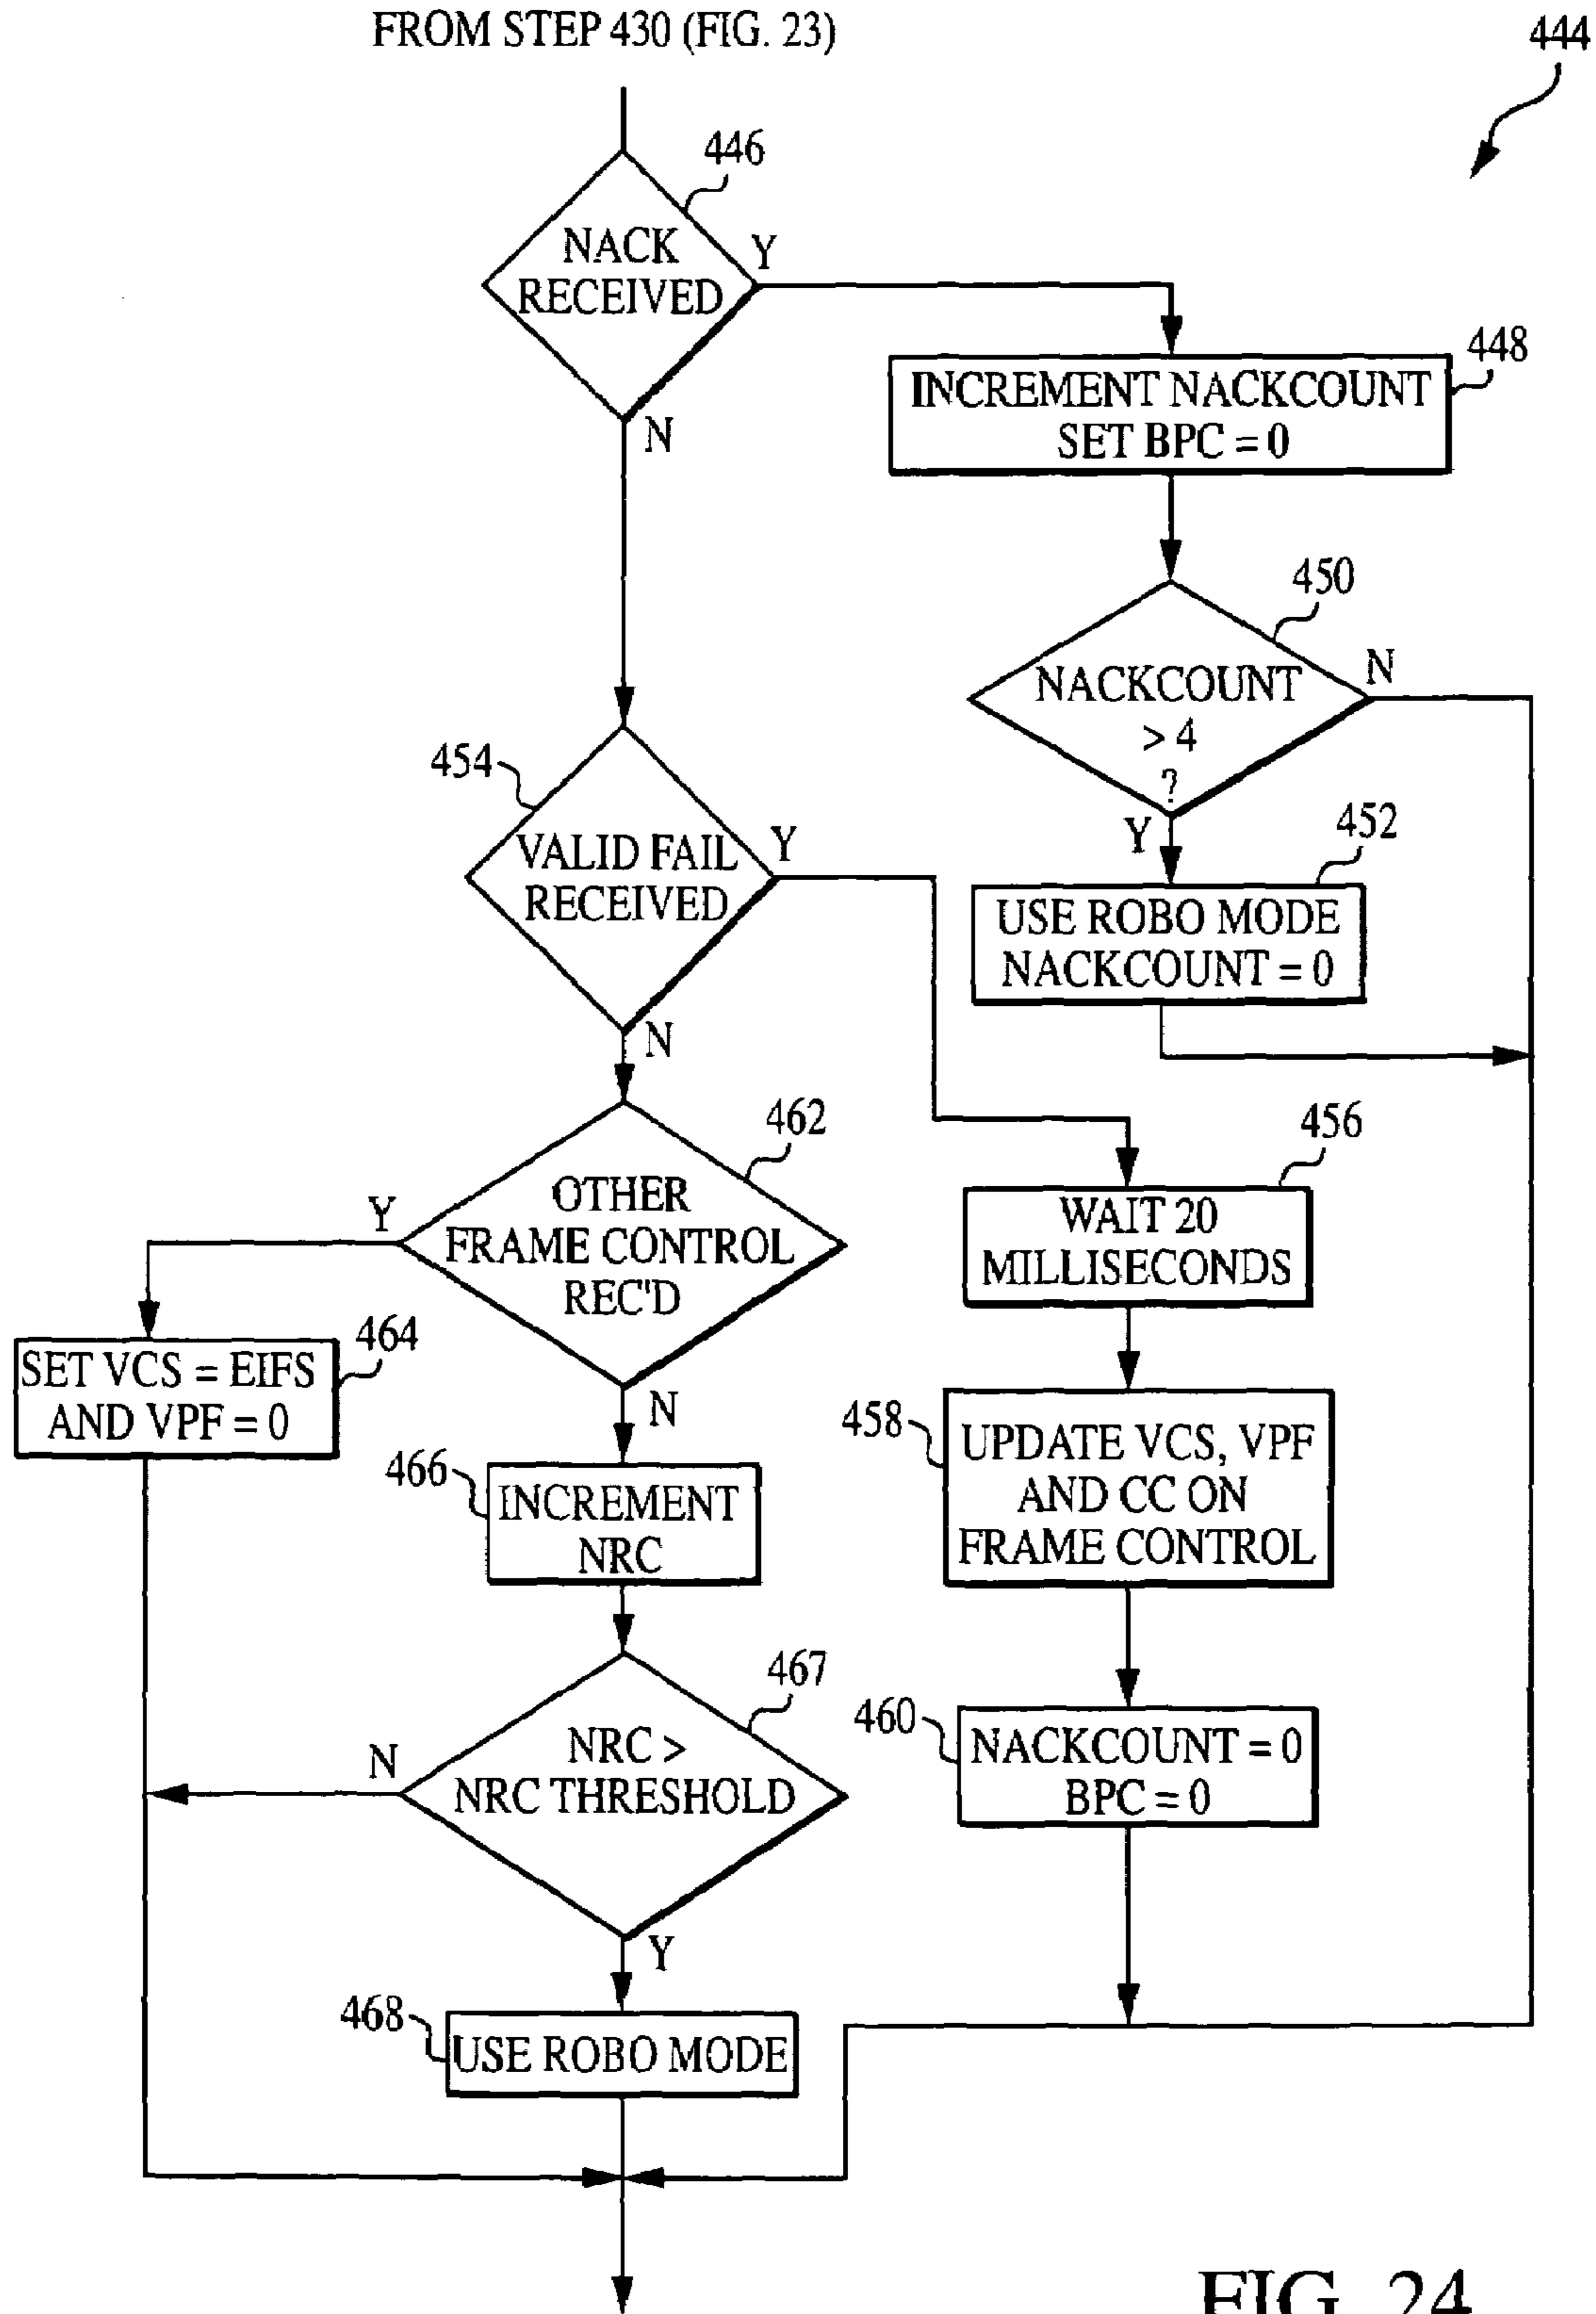 FROM STEP 430 (FIG. 23)
444
446
NACK
RECEIVED
Y
N
448
INCREMENT NACKCOUNT
SET BPC = 0
450
NACKCOUNT
> 4
?
N
Y
452
USE ROBO MODE
NACKCOUNT = 0
454
VALID FAIL
RECEIVED
Y
N
456
WAIT 20
MILLISECONDS
458
UPDATE VCS, VPF
AND CC ON
FRAME CONTROL
460
NACKCOUNT = 0
BPC = 0
462
OTHER
FRAME CONTROL
REC'D
Y
N
464
SET VCS = EIFS
AND VPF = 0
466
INCREMENT
NRC
467
NRC >
NRC THRESHOLD
N
Y
468
USE ROBO MODE
FIG. 24